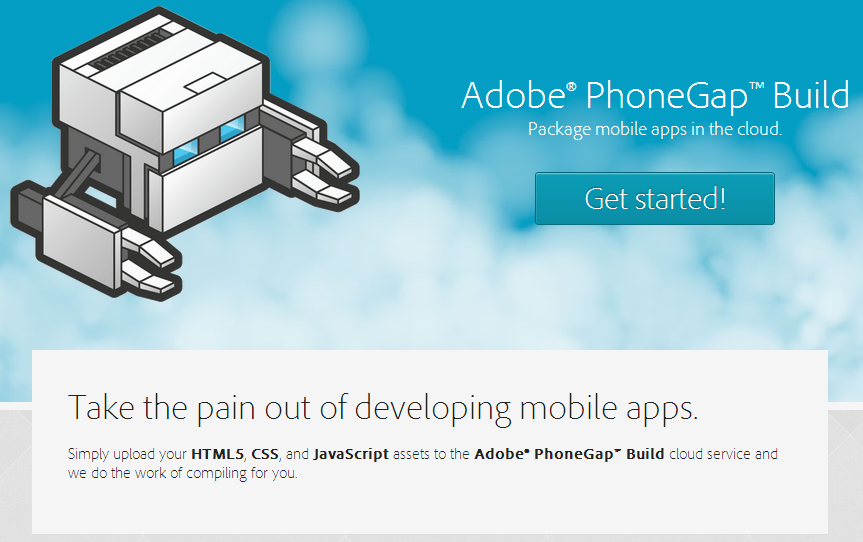 Adobe® PhoneGap™ Build
Package mobile apps in the cloud.
Get started!
Take the pain out of developing mobile apps.
Simply upload your HTML5, CSS, and JavaScript assets to the Adobe® PhoneGap™ Build cloud service and
we do the work of compiling for you.